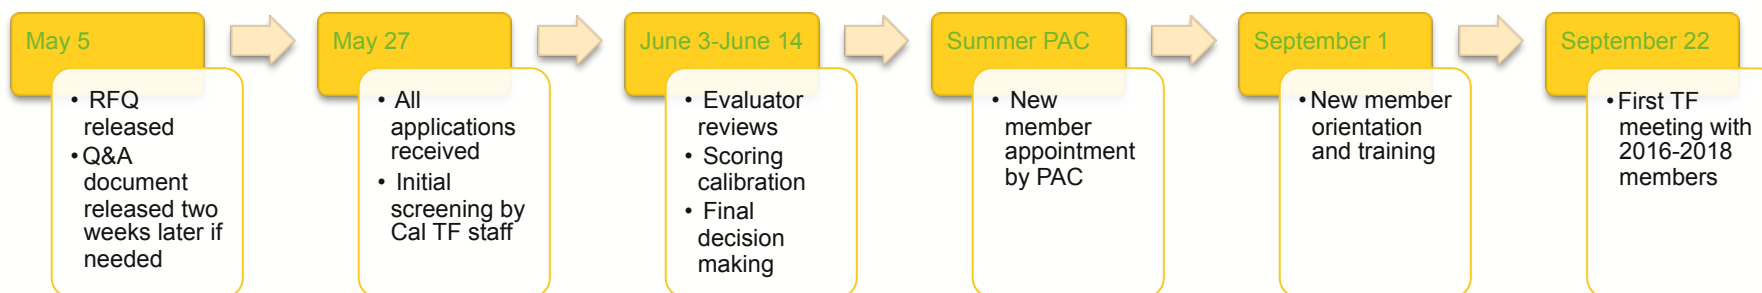 May 5
• RFQ
released
• Q&A
document
released two
weeks later if
needed
May 27
• All
applications
received
• Initial
screening by
Cal TF staff
June 3-June 14
• Evaluator
reviews
• Scoring
calibration
• Final
decision
making
Summer PAC
• New
member
appointment
by PAC
September 1
• New member
orientation
and training
September 22
• First TF
meeting with
2016-2018
members